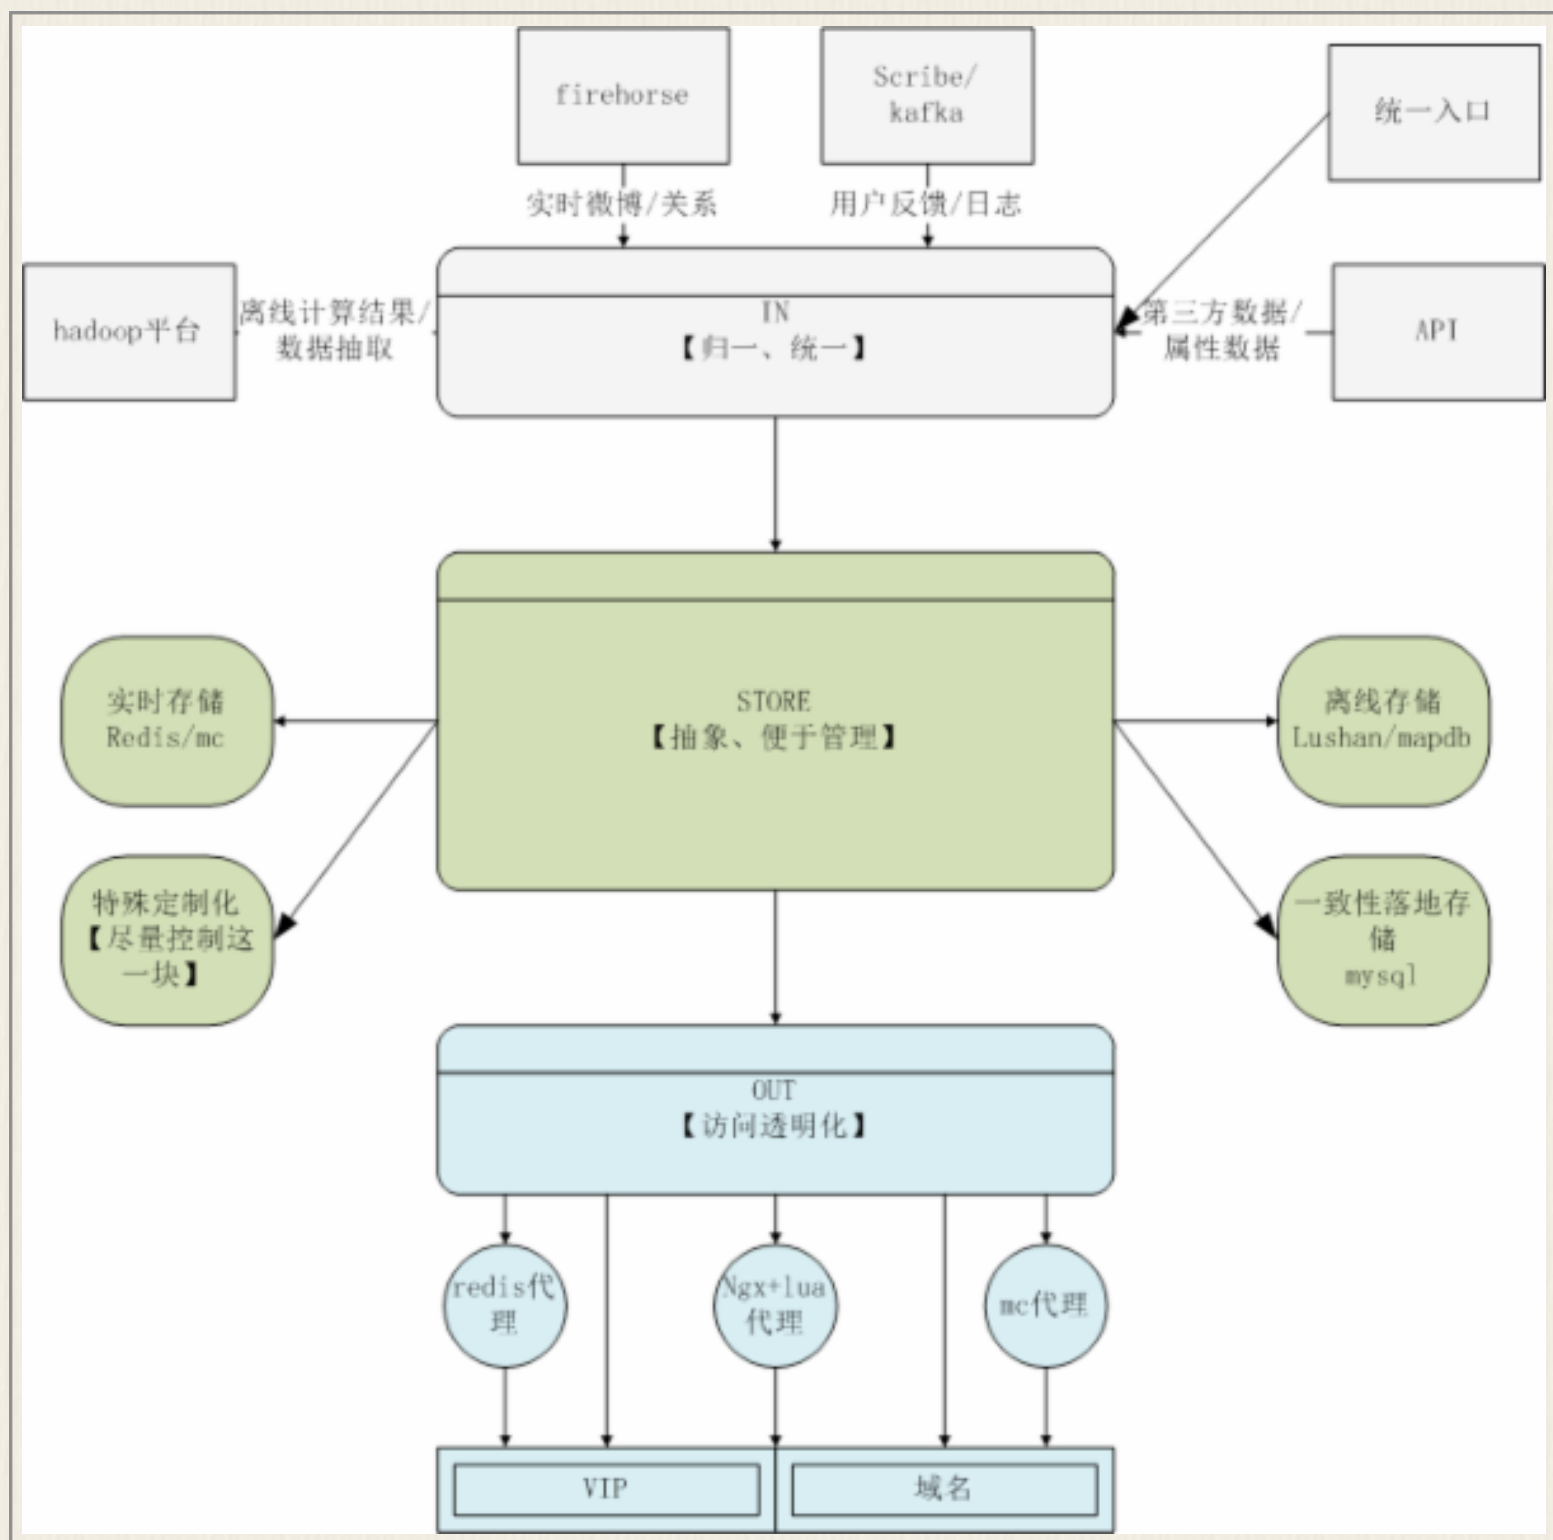 firehorse
Scribe/
kafka
统一入口
实时微博/关系
用户反馈/日志
hadoop平台
离线计算结果/
数据抽取
IN
【归一、统一】
第三方数据/
属性数据
API
实时存储
Redis/mc
STORE
【抽象、便于管理】
离线存储
Lushan/mapdb
特殊定制化
【尽量控制这
一块】
一致性落地存
储
mysql
OUT
【访问透明化】
redis代
理
Ngx+lua
代理
mc代理
VIP
域名